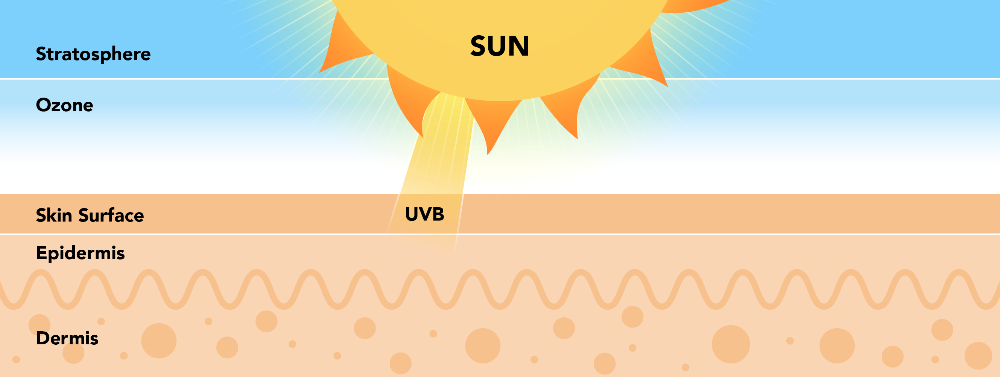 SUN
Stratosphere
Ozone
Skin Surface
UVB
Epidermis
Dermis